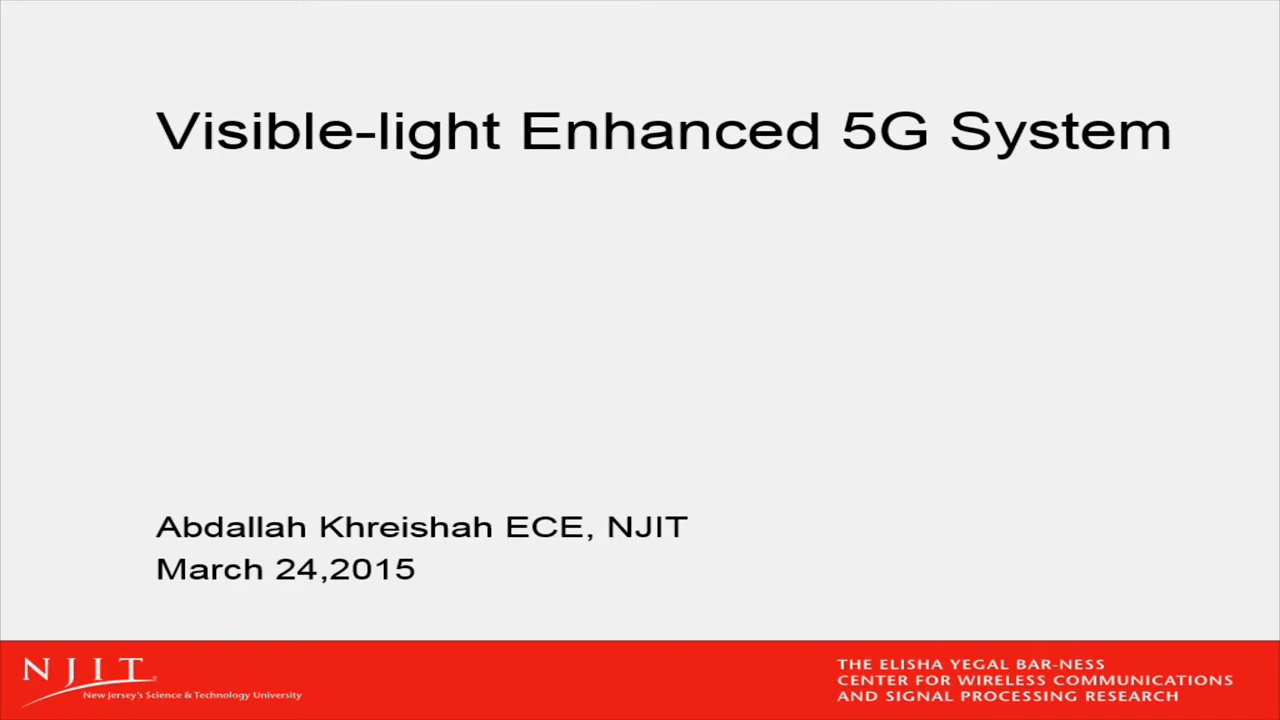 Visible-light Enhanced 5G System
Abdallah Khreishah ECE, NJIT
March 24,2015
NJIT
New Jersey's Science & Technology University
THE ELISHA YEGAL BAR-NESS
CENTER FOR WIRELESS COMMUNICATIONS
AND SIGNAL PROCESSING RESEARCH